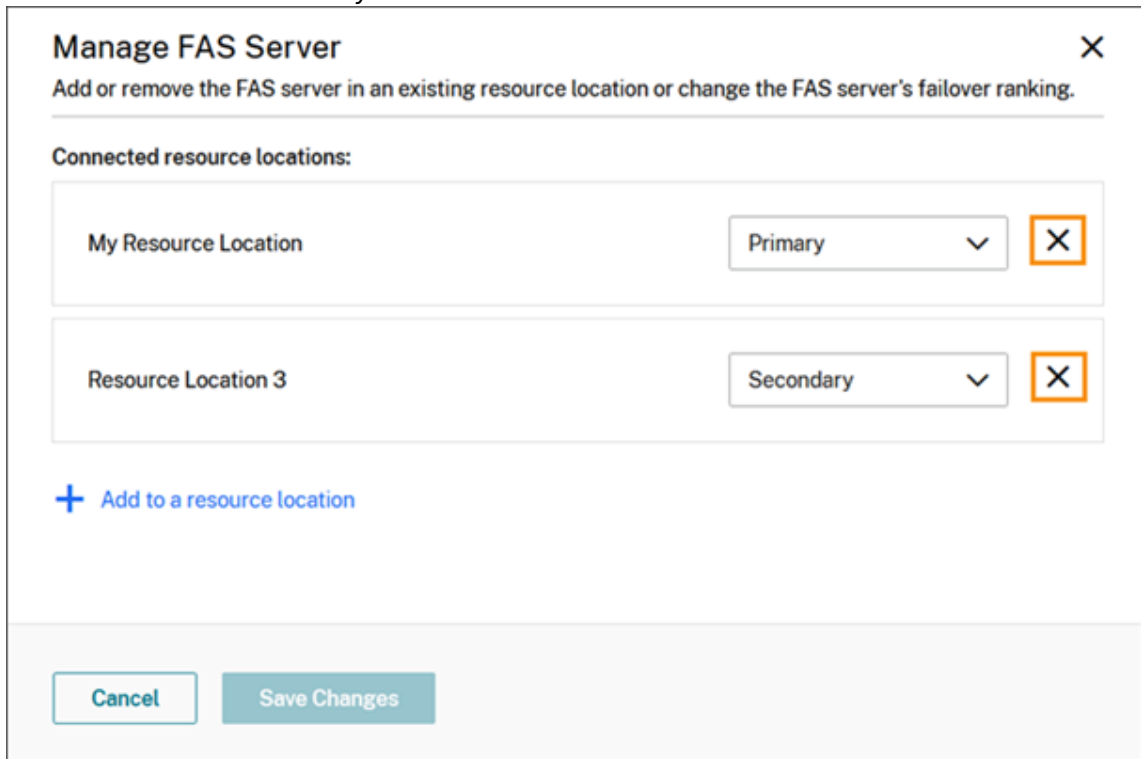 Manage FAS Server
Add or remove the FAS server in an existing resource location or change the FAS server's failover ranking.
Connected resource locations:
My Resource Location
Primary
Resource Location 3
Secondary
Add to a resource location
Cancel
Save Changes